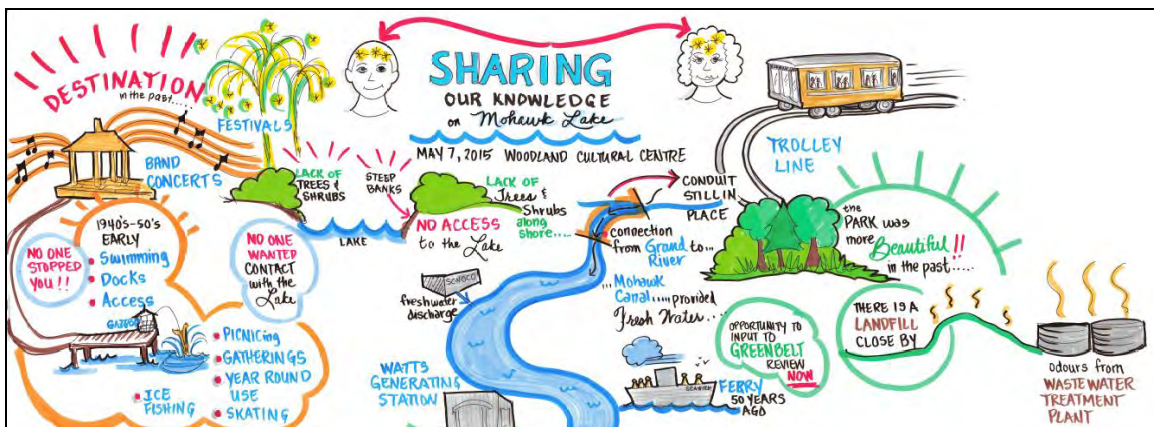 DESTINATION
in the past.....
FESTIVALS
BAND
CONCERTS
SHARING
OUR KNOWLEDGE
on Mohawk Lake
MAY 7, 2015 WOODLAND CULTURAL CENTRE
TROLLEY
LINE
LACK OF
TREES &
SHRUBS
STEEP
BANKS
LAKE
NO ACCESS
to the Lake
LACK OF
Trees &
Shrubs
along
shore.....
CONDUIT
STILL IN
PLACE
connection
from Grand to...
River
the
PARK was
more
Beautiful!!
in the past.....
NO ONE
STOPPED
YOU!!
1940's-50's
EARLY
Swimming
Docks
Access
NO ONE
WANTED
CONTACT
with the
Lake
PICNICing
GATHERINGS
YEAR ROUND
USE
SKATING
ICE
FISHING
freshwater
discharge
WATTS
GENERATING
STATION
...Mohawk
Canal.....provided
Fresh Water....
FERRY
50 YEARS
AGO
OPPORTUNITY TO
INPUT TO
GREENBELT
REVIEW
NOW
THERE IS A
LANDFILL
CLOSE BY
odours from
WASTE WATER
TREATMENT
PLANT